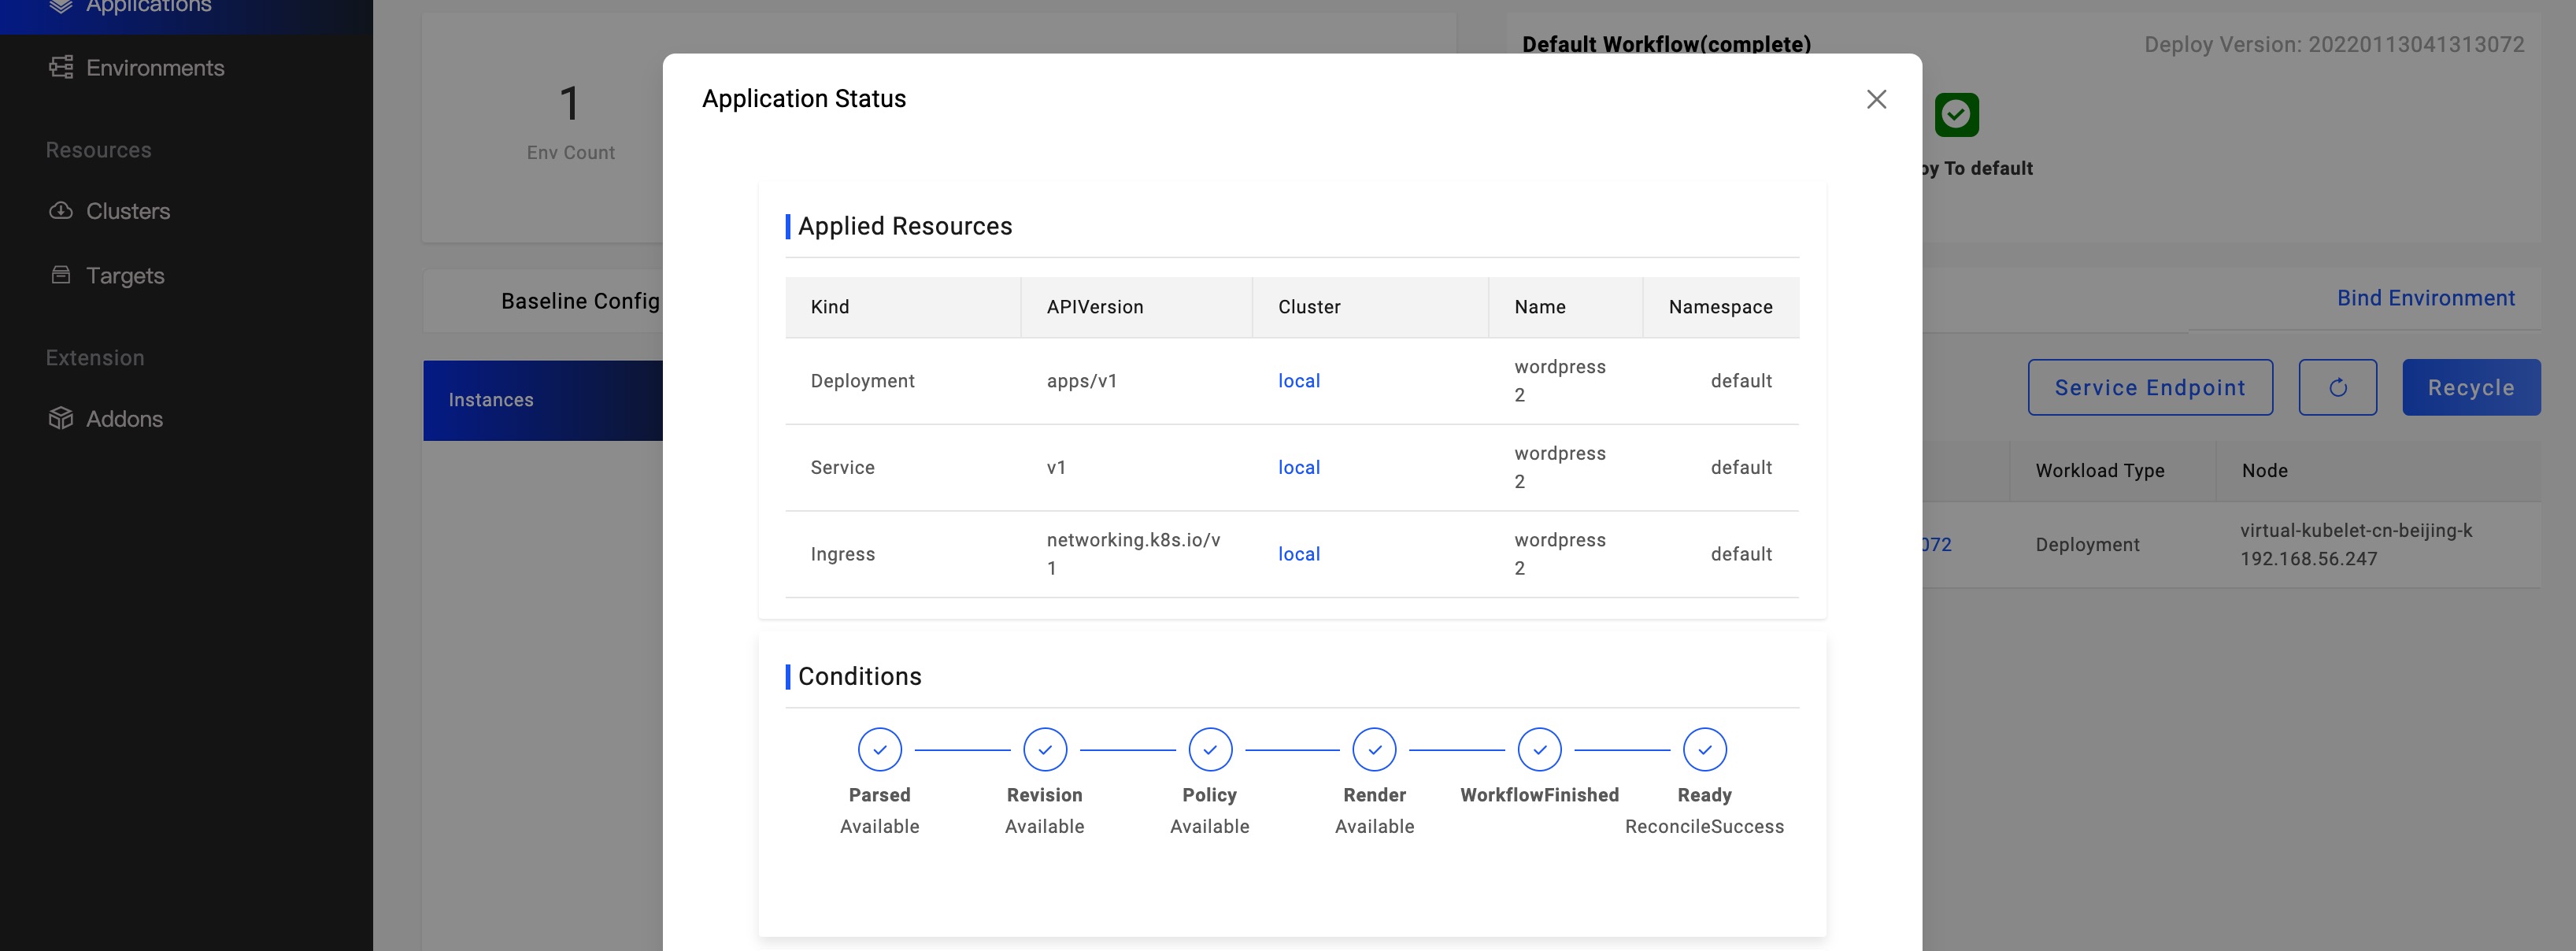 Applications
Environments
Resources
Clusters
Targets
Extension
Addons
1
Env Count
Default Workflow(complete)
Deploy Version: 20220113041313072
oy To default
Baseline Config
Bind Environment
Instances
Service Endpoint
Recycle
Workload Type
Node
072
Deployment
virtual-kubelet-cn-beijing-k
192.168.56.247
Application Status
Applied Resources
Kind
APIVersion
Cluster
Name
Namespace
Deployment
apps/v1
local
wordpress
2
default
Service
v1
local
wordpress
2
default
Ingress
networking.k8s.io/v
1
local
wordpress
2
default
Conditions
Parsed
Available
Revision
Available
Policy
Available
Render
Available
WorkflowFinished
Ready
ReconcileSuccess